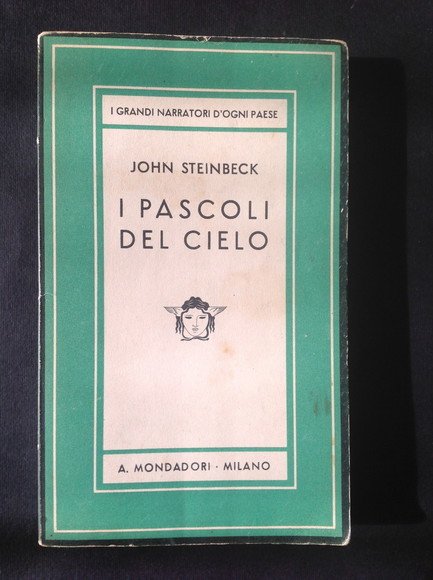 I GRANDI NARRATORI D'OGNI PAESE
JOHN STEINBECK
I PASCOLI
DEL CIELO
A. MONDADORI · MILANO